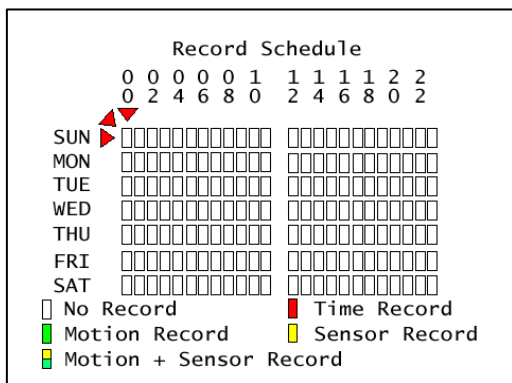 Record Schedule
0 0 0 0 0 1 1 1 1 1 2 2
0 2 4 6 8 0 2 4 6 8 0 2
SUN
MON
TUE
WED
THU
FRI
SAT
No Record Time Record
Motion Record Sensor Record
Motion + Sensor Record